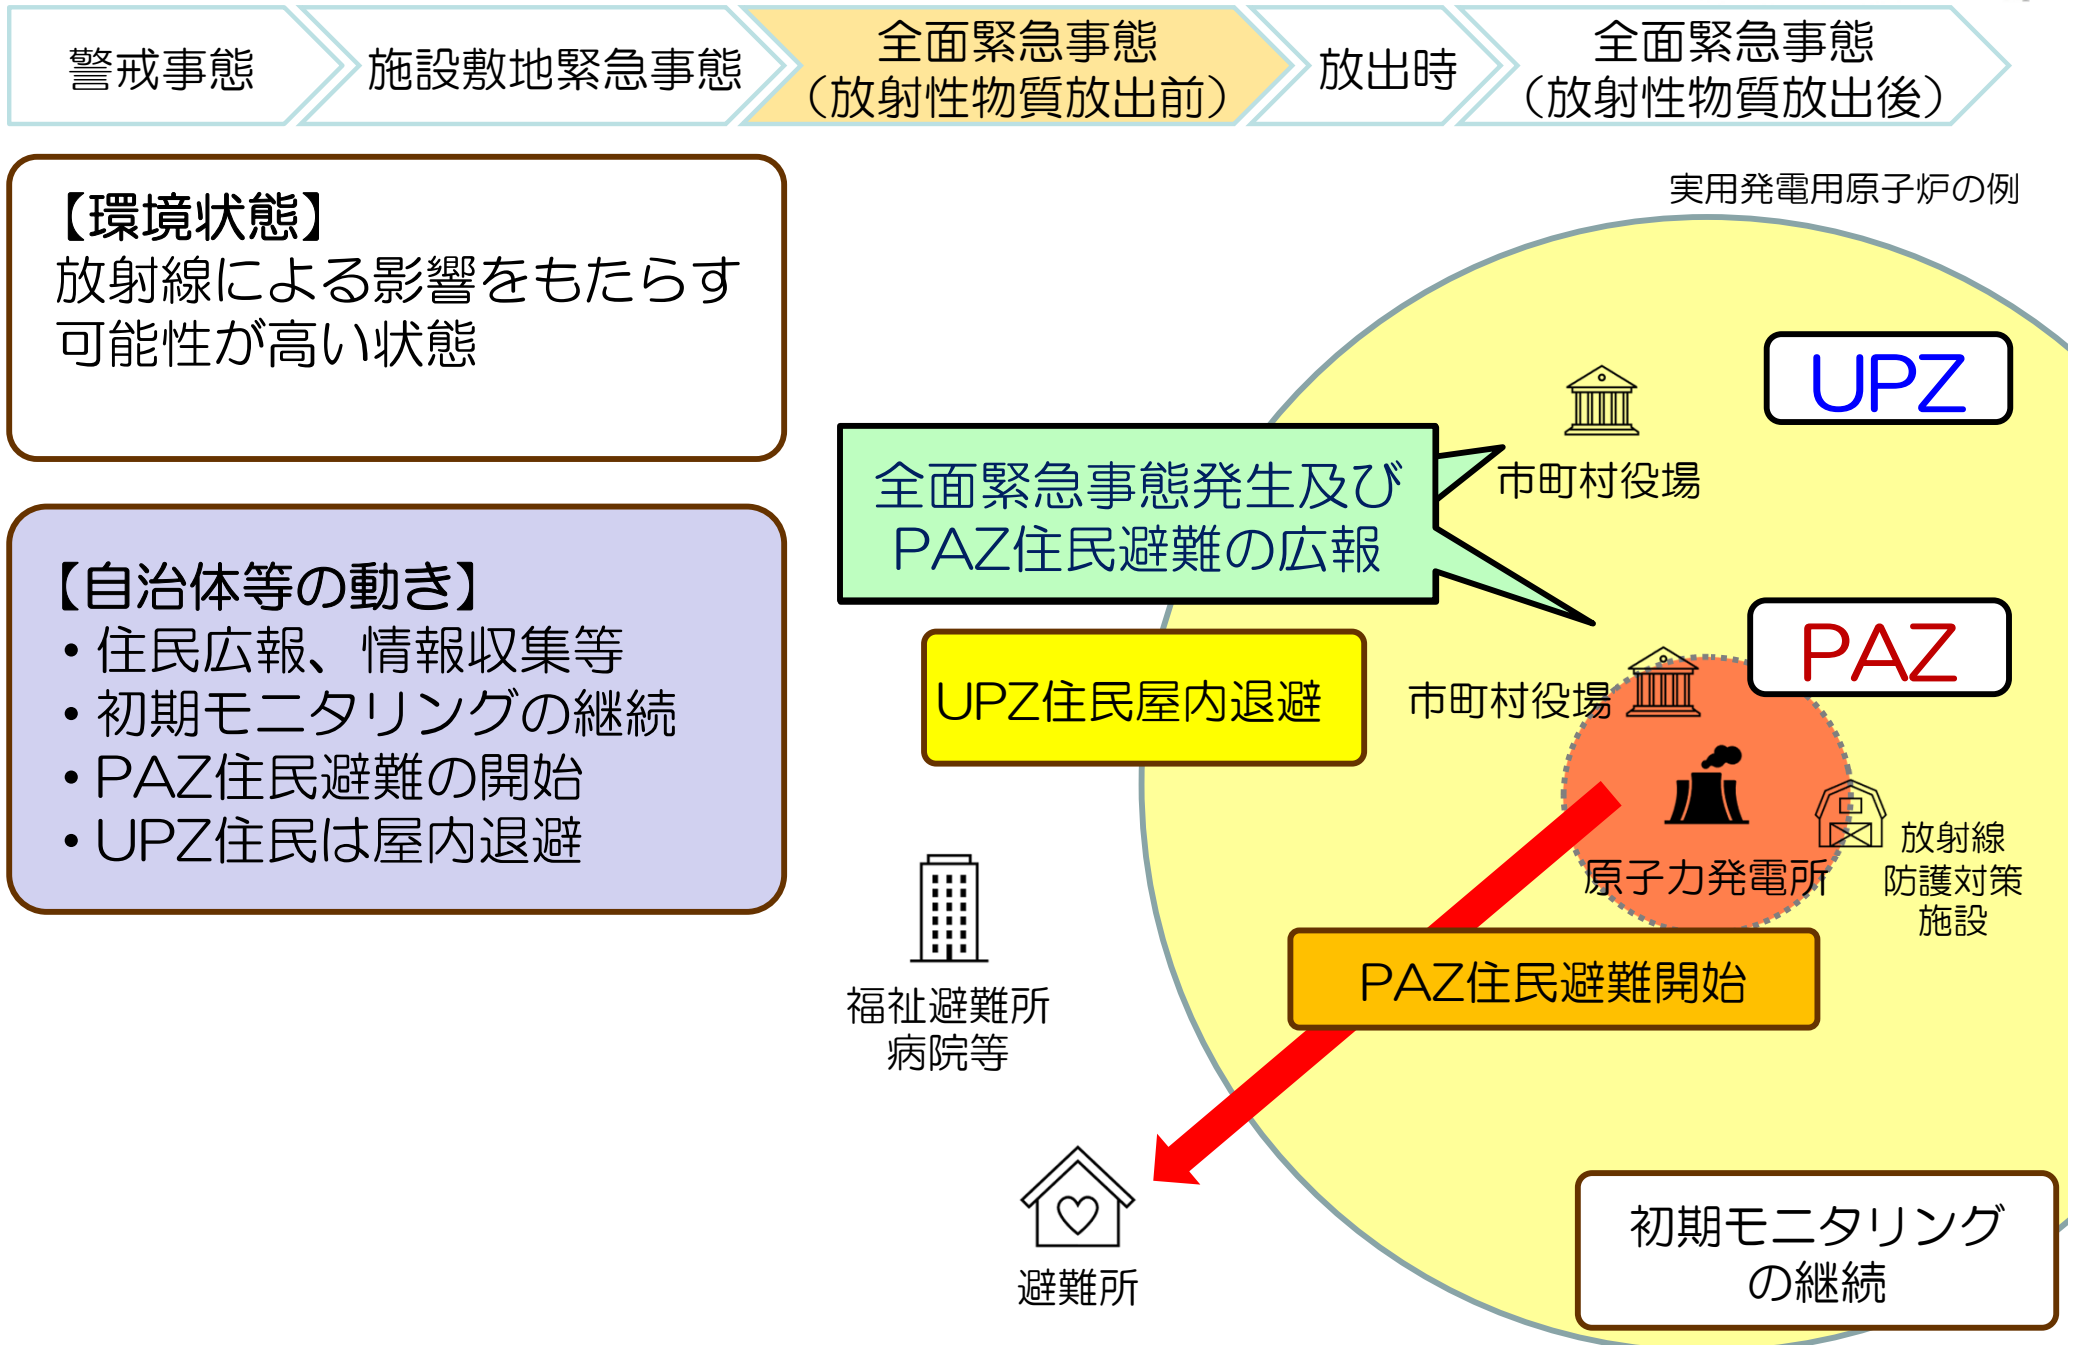 警戒事態
施設敷地緊急事態
全面緊急事態
（放射性物質放出前）
放出時
全面緊急事態
（放射性物質放出後）
【環境状態】
放射線による影響をもたらす
可能性が高い状態
【自治体等の動き】
・住民広報、情報収集等
・初期モニタリングの継続
・PAZ住民避難の開始
・UPZ住民は屋内退避
実用発電用原子炉の例
UPZ
市町村役場
全面緊急事態発生及び
PAZ住民避難の広報
PAZ
UPZ住民屋内退避
市町村役場
原子力発電所
放射線
防護対策
施設
PAZ住民避難開始
福祉避難所
病院等
避難所
初期モニタリング
の継続